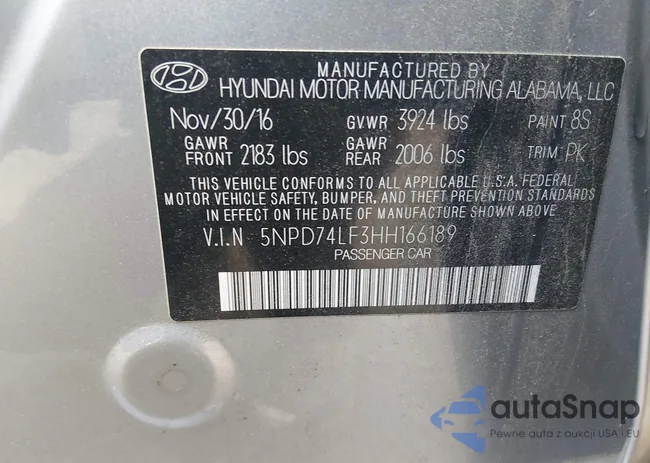 MANUFACTURED BY
HYUNDAI MOTOR MANUFACTURING ALABAMA, LLC
Nov/30/16 GVWR 3924 lbs PAINT 8S
GAWR FRONT 2183 lbs GAWR REAR 2006 lbs TRIM PK
THIS VEHICLE CONFORMS TO ALL APPLICABLE U.S.A. FEDERAL
MOTOR VEHICLE SAFETY, BUMPER, AND THEFT PREVENTION STANDARDS
IN EFFECT ON THE DATE OF MANUFACTURE SHOWN ABOVE
V.I.N 5NPD74LF3HH166189
PASSENGER CAR
autaSnap
Pewne auta z aukcji USA i EU